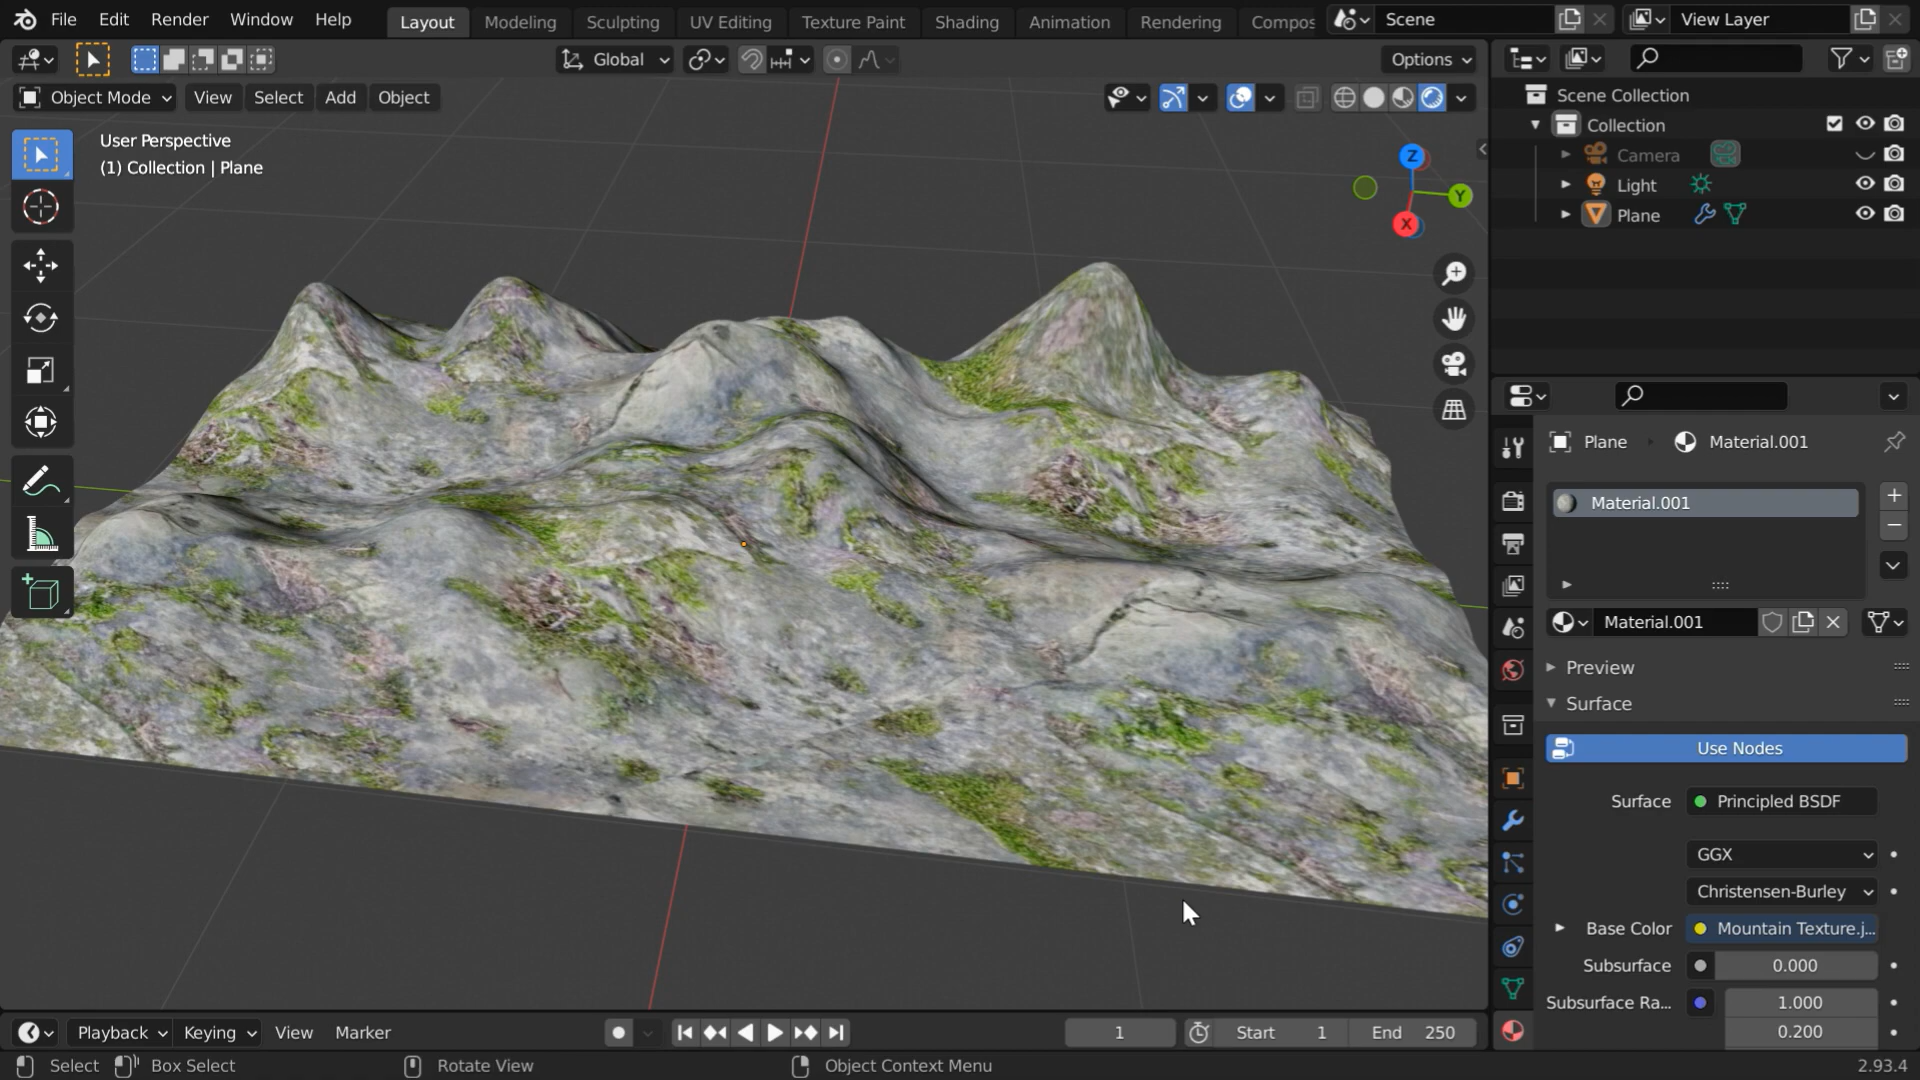 File Edit Render Window Help Layout Modeling Sculpting UV Editing Texture Paint Shading Animation Rendering Compos Scene View Layer
Global Options
Object Mode View Select Add Object
User Perspective
(1) Collection | Plane
Z
Y
X
Scene Collection
Collection
Camera
Light
Plane
Plane Material.001
Material.001
Material.001
Preview
Surface
Use Nodes
Surface Principled BSDF
GGX
Christensen-Burley
Base Color Mountain Texture.j...
Subsurface 0.000
Subsurface Ra... 1.000
0.200
Playback Keying View Marker 1 Start 1 End 250
Select Box Select Rotate View Object Context Menu 2.93.4